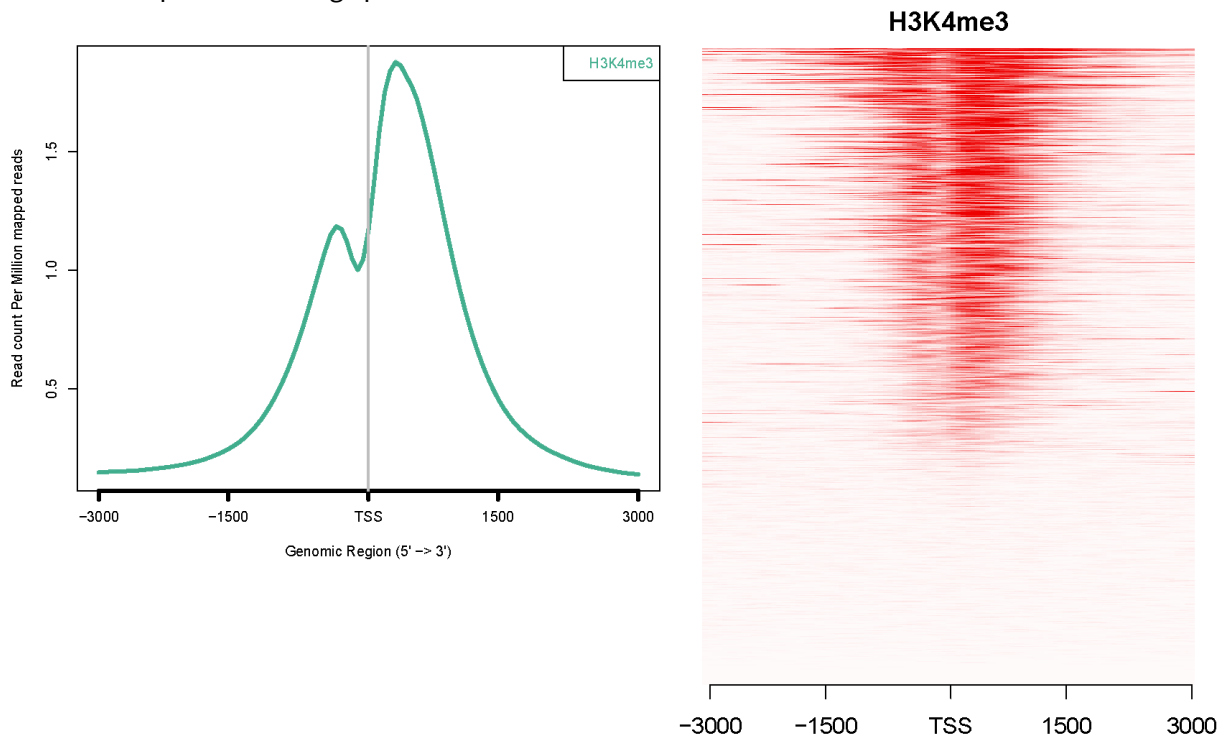 H3K4me3
H3K4me3
Read count Per Million mapped reads
1.5
1.0
0.5
−3000 −1500 TSS 1500 3000
Genomic Region (5' −> 3')
−3000 −1500 TSS 1500 3000